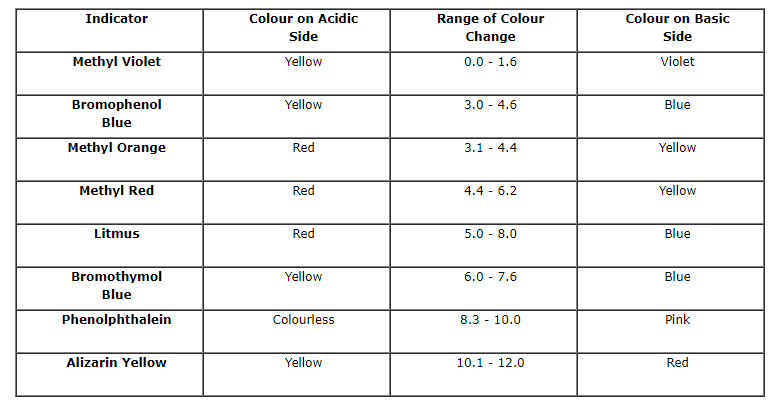 Indicator Colour on Acidic Side Range of Colour Change Colour on Basic Side
Methyl Violet Yellow 0.0 - 1.6 Violet
Bromophenol Blue Yellow 3.0 - 4.6 Blue
Methyl Orange Red 3.1 - 4.4 Yellow
Methyl Red Red 4.4 - 6.2 Yellow
Litmus Red 5.0 - 8.0 Blue
Bromothymol Blue Yellow 6.0 - 7.6 Blue
Phenolphthalein Colourless 8.3 - 10.0 Pink
Alizarin Yellow Yellow 10.1 - 12.0 Red